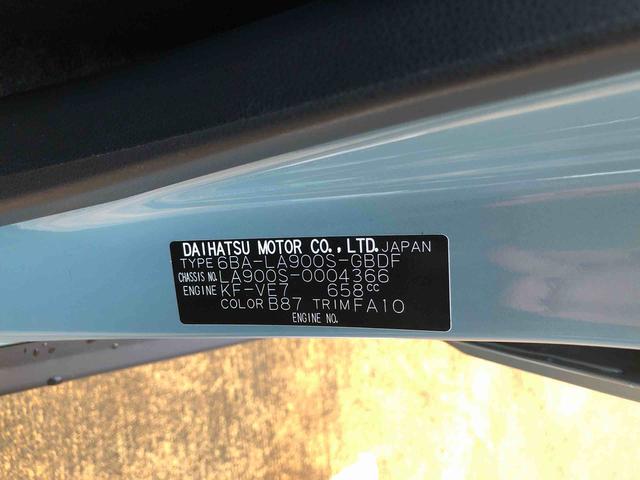 DAIHATSU MOTOR CO., LTD. JAPAN
TYPE 6BA-LA900S-GBDF
CHASSIS NO. LA900S-0004366
ENGINE KF-VE7 658cc
COLOR B87 TRIM FA10
ENGINE NO.